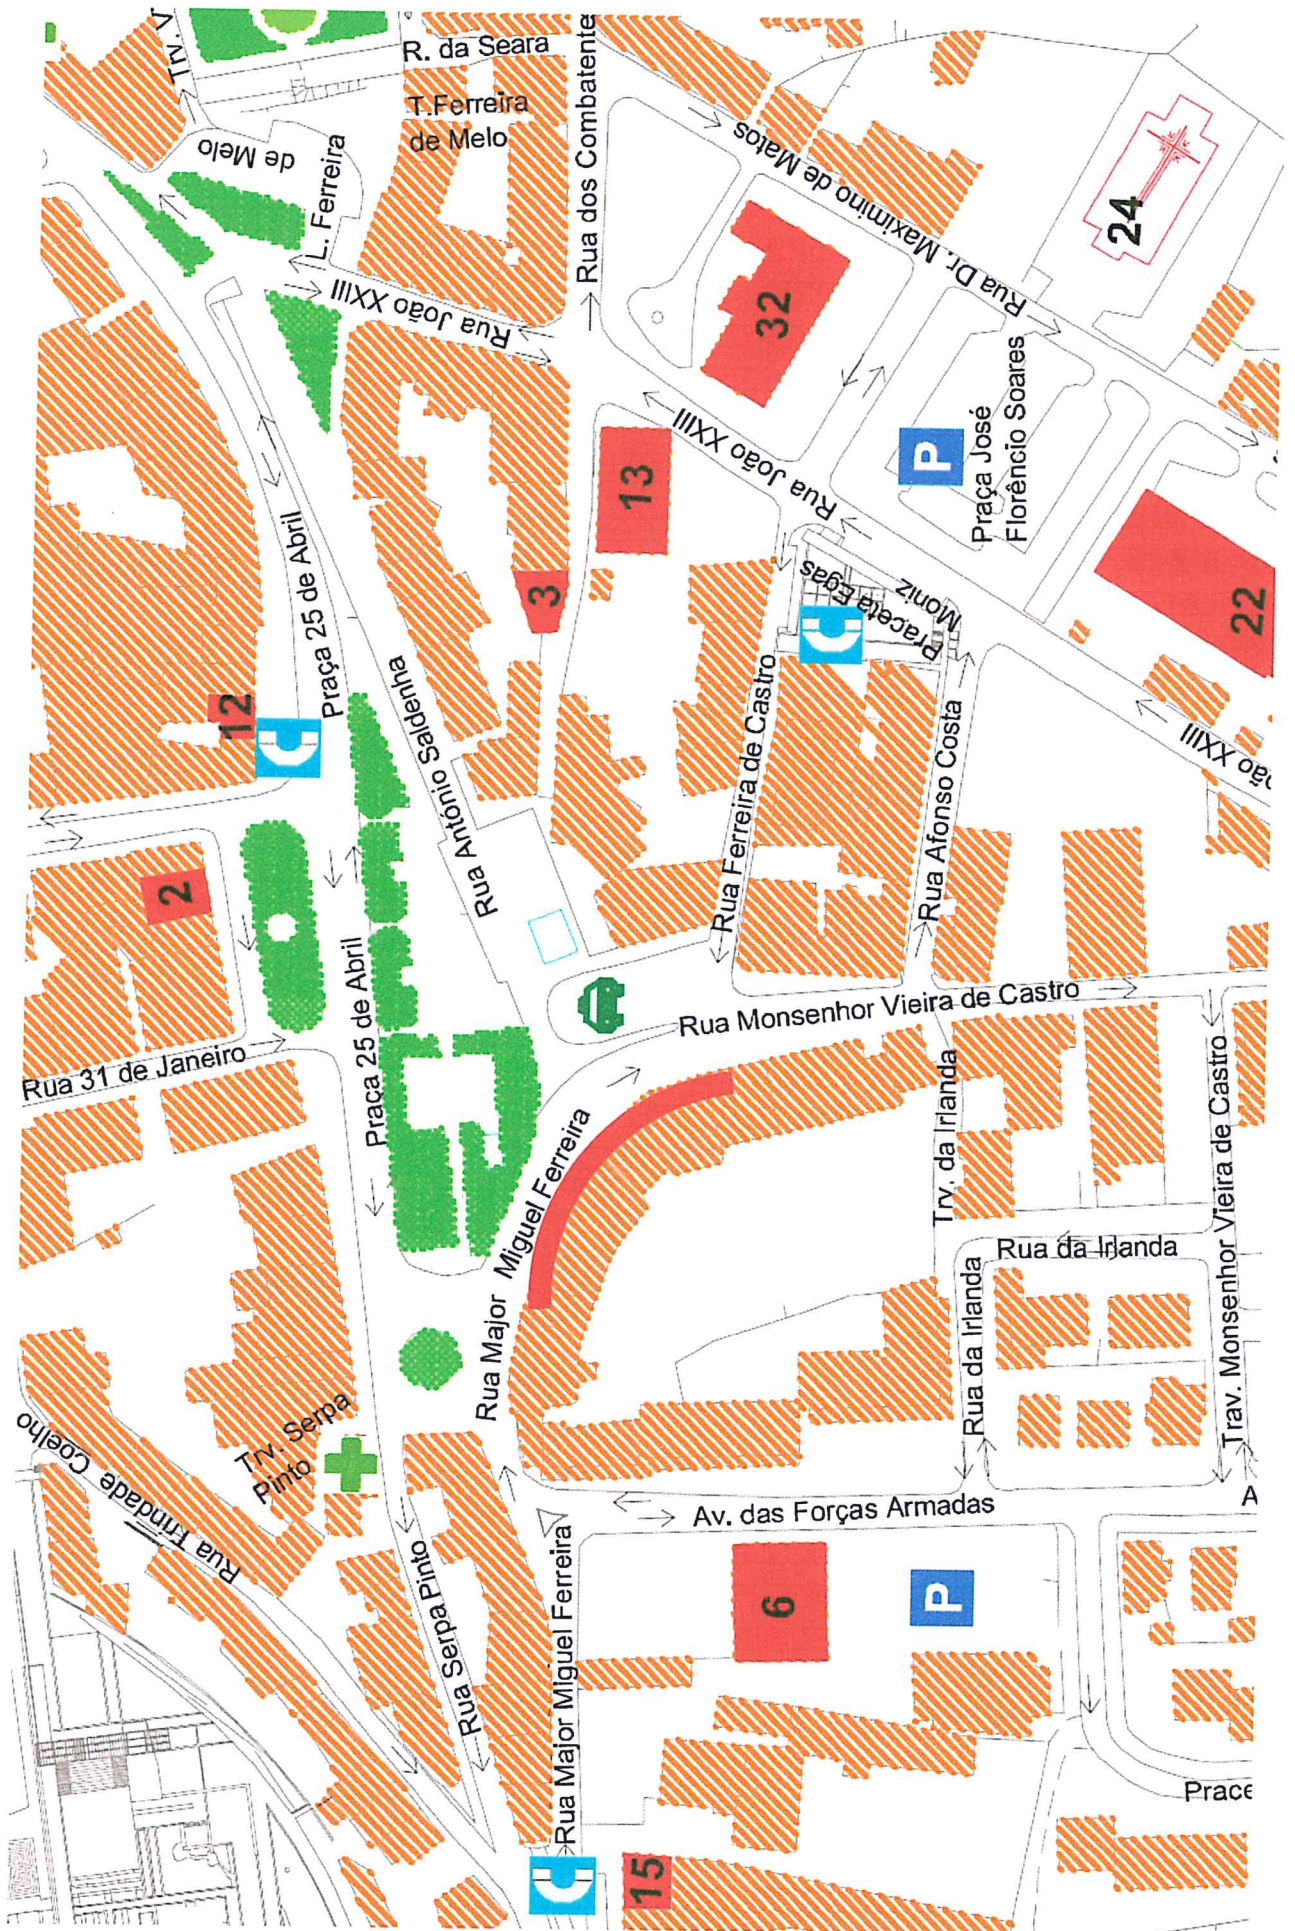 Trv. V
R. da Seara
T.Ferreira
de Melo
de Melo
L. Ferreira
Rua dos Combatente
Rua Dr. Maximino de Matos
24
Rua João XXIII
32
Praça 25 de Abril
13
Rua João XXIII
P
Praça José
Florêncio Soares
3
Praceta Egas
Moniz
22
12
Rua António Saldenha
Rua Ferreira de Castro
Rua Afonso Costa
João XXIII
2
Praça 25 de Abril
Rua 31 de Janeiro
Rua Monsenhor Vieira de Castro
Rua Major Miguel Ferreira
Trv. da Irlanda
Rua da Irlanda
Rua da Irlanda
Trav. Monsenhor Vieira de Castro
Rua Trindade Coelho
Trv. Serpa
Pinto
Av. das Forças Armadas
A
Rua Serpa Pinto
Rua Major Miguel Ferreira
6
P
15
Prace